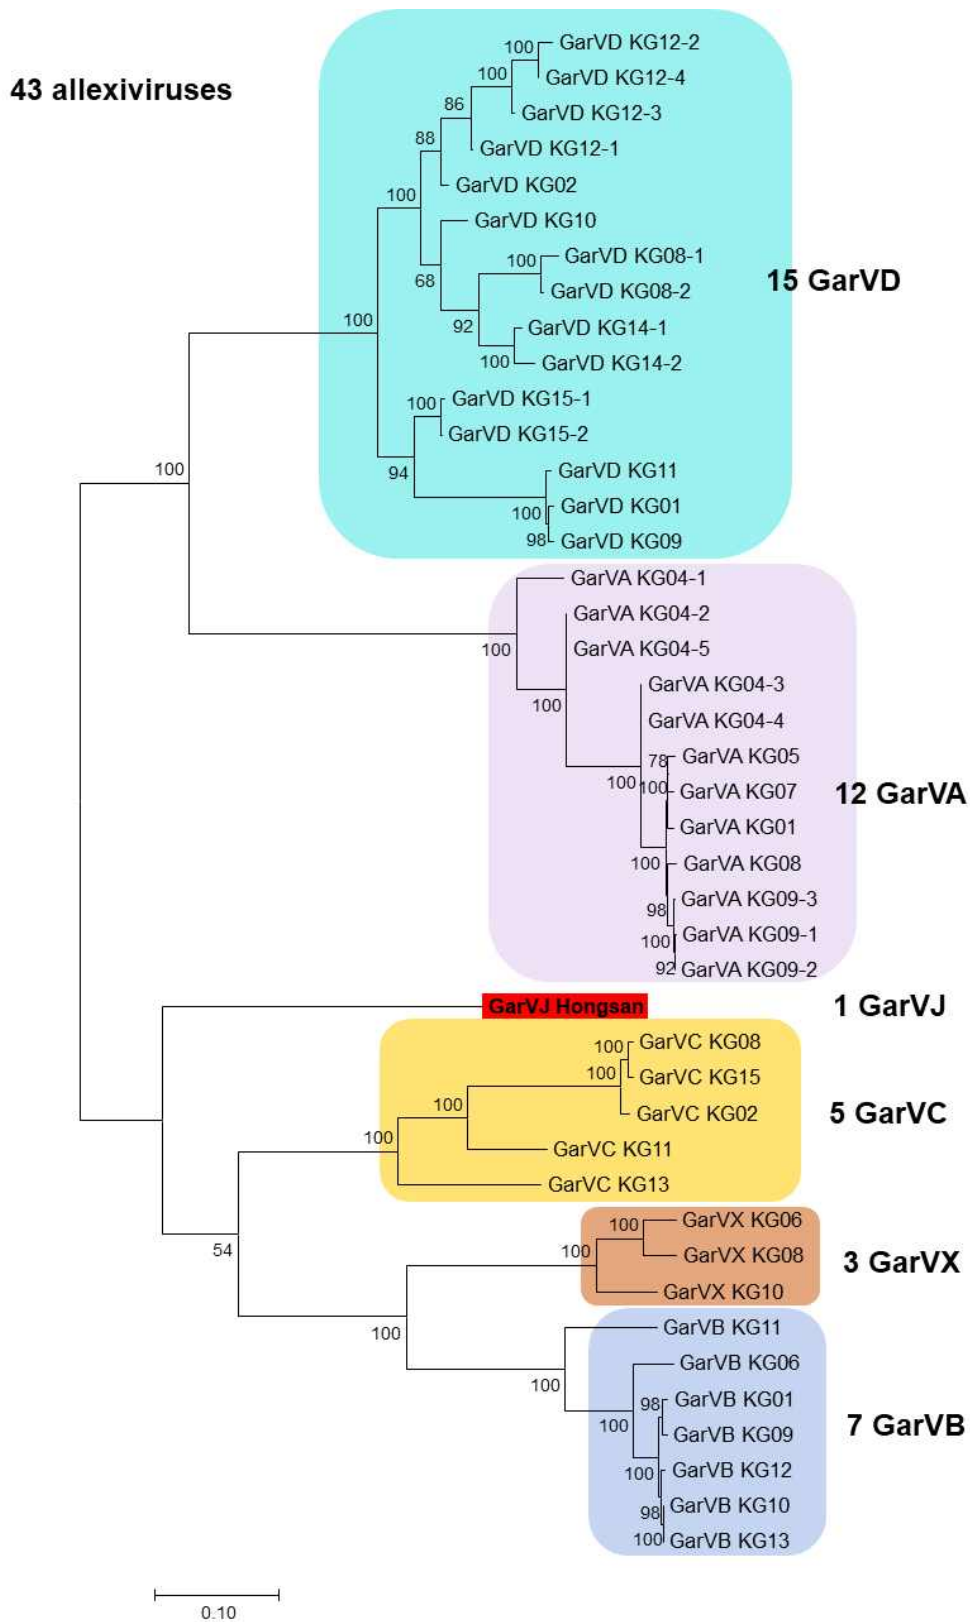 43 allexiviruses
100
GarVD KG12-2
100
GarVD KG12-4
86
GarVD KG12-3
88
GarVD KG12-1
100
GarVD KG02
GarVD KG10
100
GarVD KG08-1
68
15 GarVD
GarVD KG08-2
100
92
GarVD KG14-1
100
GarVD KG14-2
100
GarVD KG15-1
GarVD KG15-2
100
94
GarVD KG11
100
GarVD KG01
98
GarVD KG09
GarVA KG04-1
GarVA KG04-2
100
GarVA KG04-5
GarVA KG04-3
100
GarVA KG04-4
78
GarVA KG05
100
100
GarVA KG07
12 GarVA
GarVA KG01
100
GarVA KG08
98
GarVA KG09-3
100
GarVA KG09-1
92
GarVA KG09-2
GarVJ Hongsan
1 GarVJ
100
GarVC KG08
100
GarVC KG15
100
GarVC KG02
5 GarVC
100
GarVC KG11
GarVC KG13
100
GarVX KG06
54
100
GarVX KG08
3 GarVX
GarVX KG10
100
GarVB KG11
GarVB KG06
100
98
GarVB KG01
100
GarVB KG09
7 GarVB
100
GarVB KG12
98
GarVB KG10
100
GarVB KG13
0.10